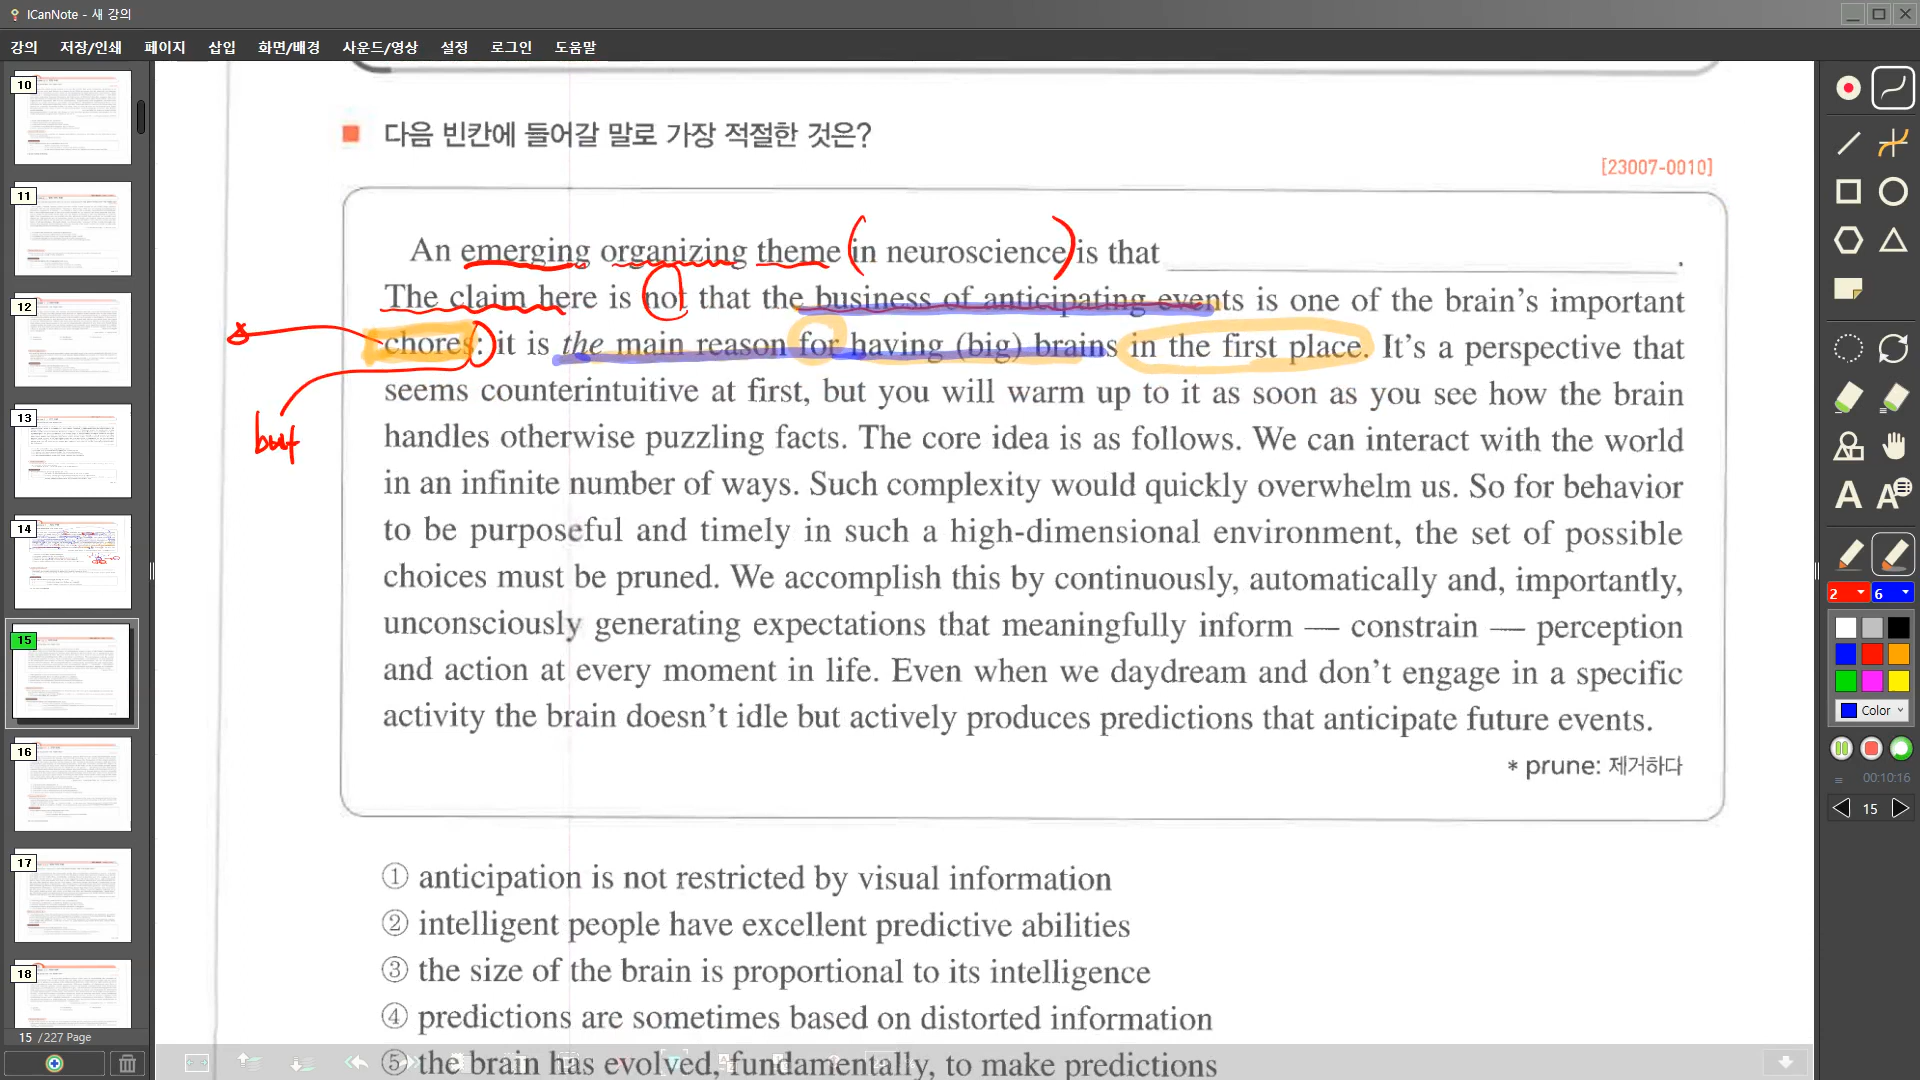 ICanNote - 새 강의
강의 저장/인쇄 페이지 삽입 화면/배경 사운드/영상 설정 로그인 도움말
10
11
12
13
14
15
16
17
18
15 /227 Page
다음 빈칸에 들어갈 말로 가장 적절한 것은?
[23007-0010]
An emerging organizing theme (in neuroscience) is that ____________.
The claim here is not that the business of anticipating events is one of the brain's important
chores: it is the main reason for having (big) brains in the first place. It's a perspective that
seems counterintuitive at first, but you will warm up to it as soon as you see how the brain
but
handles otherwise puzzling facts. The core idea is as follows. We can interact with the world
in an infinite number of ways. Such complexity would quickly overwhelm us. So for behavior
to be purposeful and timely in such a high-dimensional environment, the set of possible
choices must be pruned. We accomplish this by continuously, automatically and, importantly,
unconsciously generating expectations that meaningfully inform — constrain — perception
and action at every moment in life. Even when we daydream and don't engage in a specific
activity the brain doesn't idle but actively produces predictions that anticipate future events.
* prune: 제거하다
① anticipation is not restricted by visual information
② intelligent people have excellent predictive abilities
③ the size of the brain is proportional to its intelligence
④ predictions are sometimes based on distorted information
⑤ the brain has evolved, fundamentally, to make predictions
A A
2 6
Color
00:10:16
15